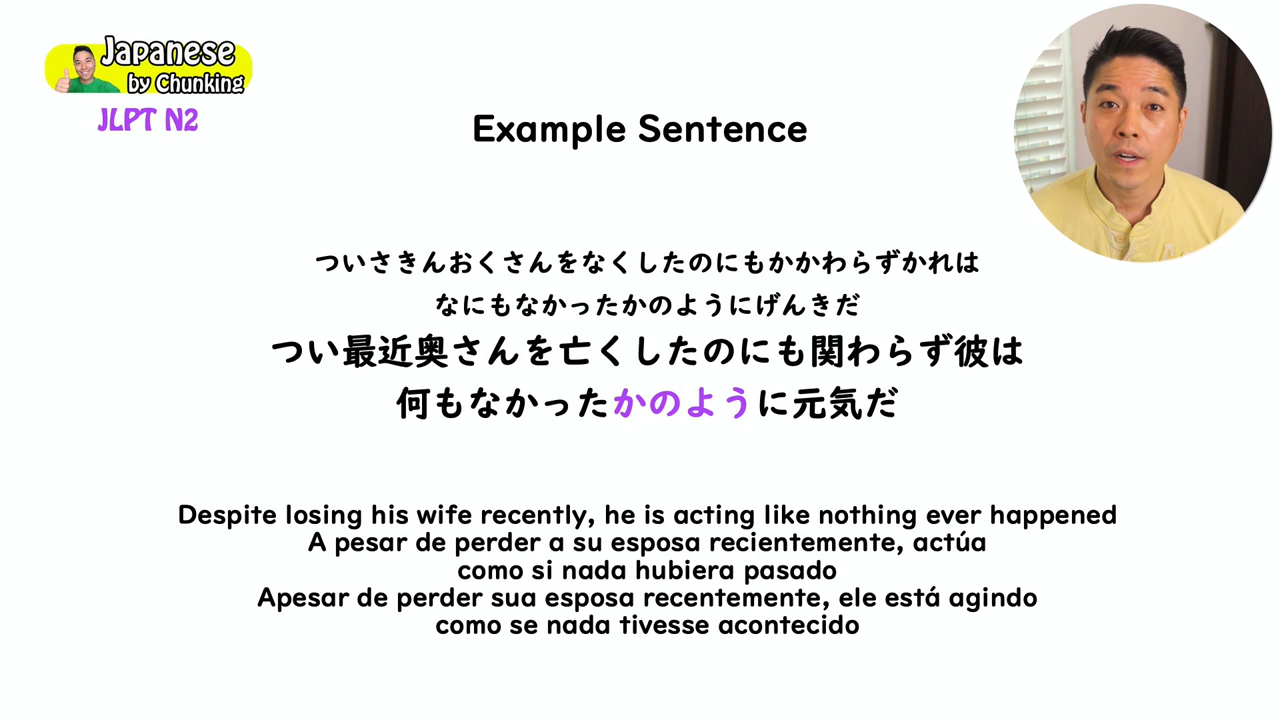 Japanese
by Chunking
JLPT N2
Example Sentence
ついさきんおくさんをなくしたのにもかかわらずかれは
なにもなかったかのようにげんきだ
つい最近奥さんを亡くしたのにも関わらず彼は
何もなかったかのように元気だ
Despite losing his wife recently, he is acting like nothing ever happened
A pesar de perder a su esposa recientemente, actúa
como si nada hubiera pasado
Apesar de perder sua esposa recentemente, ele está agindo
como se nada tivesse acontecido